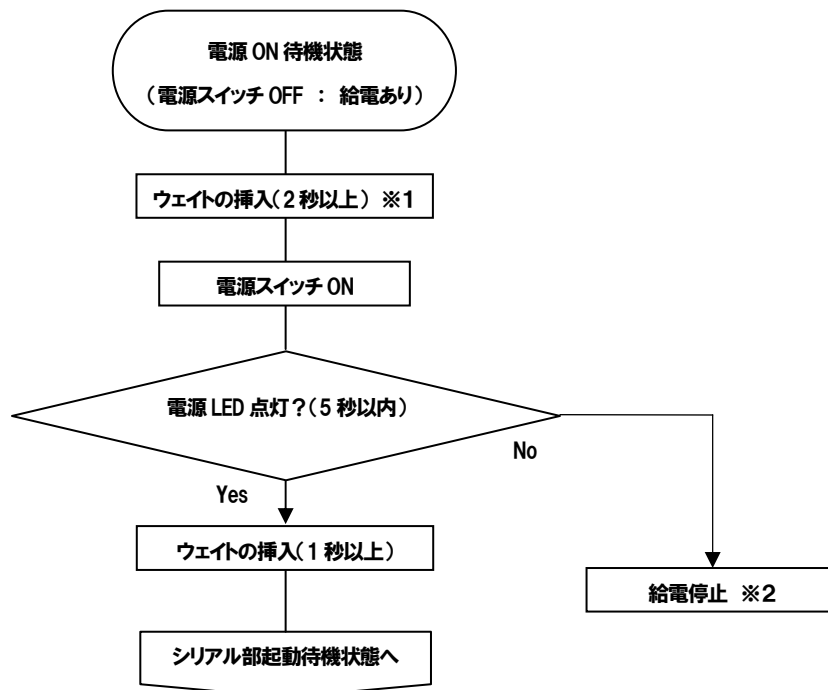 電源 ON 待機状態
（電源スイッチ OFF ： 給電あり）
ウェイトの挿入（2 秒以上） ※1
電源スイッチ ON
電源 LED 点灯？（5 秒以内）
No
Yes
ウェイトの挿入（1 秒以上）
給電停止 ※２
シリアル部起動待機状態へ